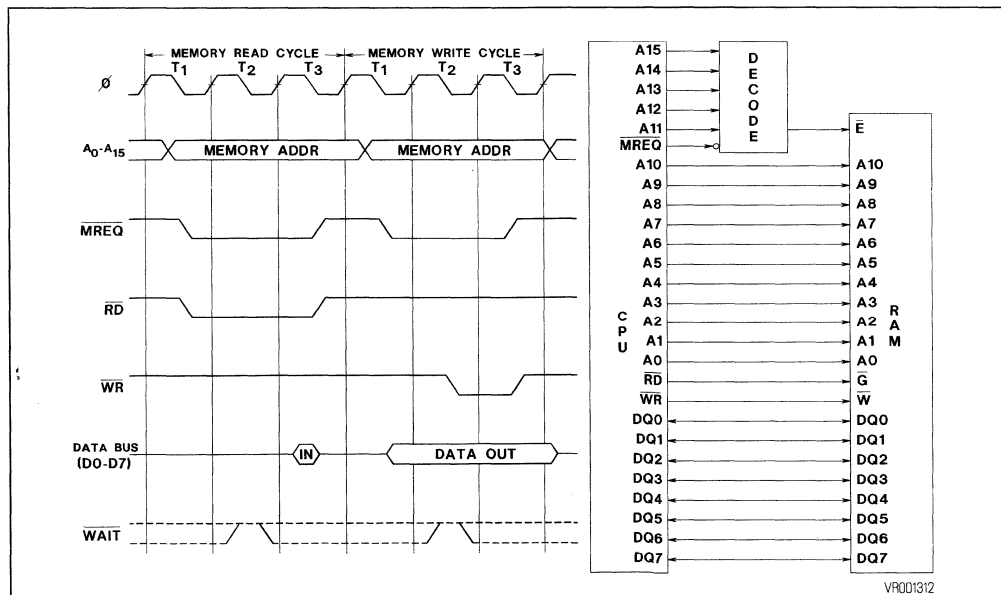 MEMORY READ CYCLE MEMORY WRITE CYCLE
T1 T2 T3 T1 T2 T3
Ø
A0-A15 MEMORY ADDR MEMORY ADDR
MREQ
RD
WR
DATA BUS
(D0-D7)
IN
DATA OUT
WAIT
CPU
A15
A14
A13
A12
A11
MREQ
A10
A9
A8
A7
A6
A5
A4
A3
A2
A1
A0
RD
WR
DQ0
DQ1
DQ2
DQ3
DQ4
DQ5
DQ6
DQ7
DECODE
E
A10
A9
A8
A7
A6
A5
A4
A3
A2
A1
A0
G
W
DQ0
DQ1
DQ2
DQ3
DQ4
DQ5
DQ6
DQ7
RAM
VR001312